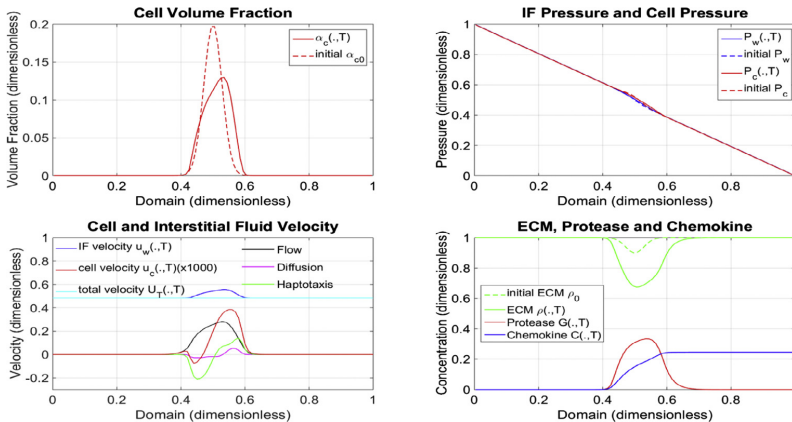 Cell Volume Fraction
Volume Fraction (dimensionless)
0.2
0.15
0.1
0.05
0
0
0.2
0.4
0.6
0.8
1
Domain (dimensionless)
α_c(.,T)
initial α_c0
IF Pressure and Cell Pressure
Pressure (dimensionless)
1
0.8
0.6
0.4
0.2
0
0
0.2
0.4
0.6
0.8
Domain (dimensionless)
P_w(.,T)
initial P_w
P_c(.,T)
initial P_c
Cell and Interstitial Fluid Velocity
Velocity (dimensionless)
1
0.8
0.6
0.4
0.2
0
-0.2
0
0.2
0.4
0.6
0.8
1
Domain (dimensionless)
IF velocity u_w(.,T)
cell velocity u_c(.,T)(x1000)
total velocity U_T(.,T)
Flow
Diffusion
Haptotaxis
ECM, Protease and Chemokine
Concentration (dimensionless)
1
0.8
0.6
0.4
0.2
0
0
0.2
0.4
0.6
0.8
1
Domain (dimensionless)
initial ECM ρ_0
ECM ρ(.,T)
Protease G(.,T)
Chemokine C(.,T)